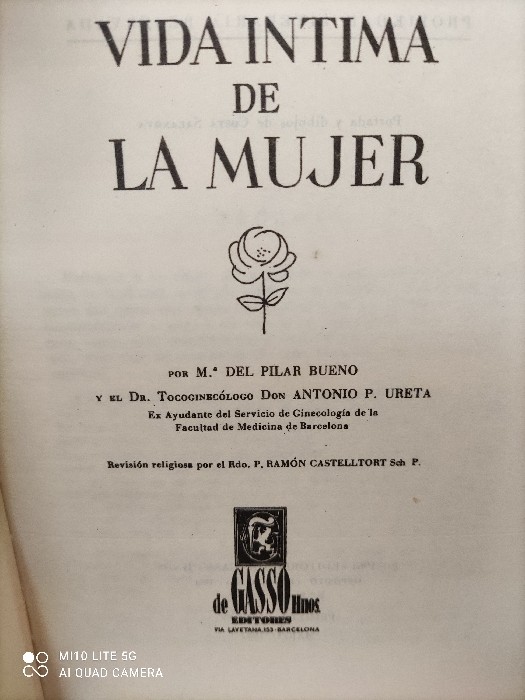 VIDA INTIMA
DE
LA MUJER
POR M.ª DEL PILAR BUENO
Y EL DR. TOCOGINECÓLOGO DON ANTONIO P. URETA
Ex Ayudante del Servicio de Ginecología de la
Facultad de Medicina de Barcelona
Revisión religiosa por el Rdo. P. RAMÓN CASTELLTORT Sch P.
de GASSO Hnos.
EDITORES
VIA LAYETANA, 153 - BARCELONA
MI10 LITE 5G
AI QUAD CAMERA